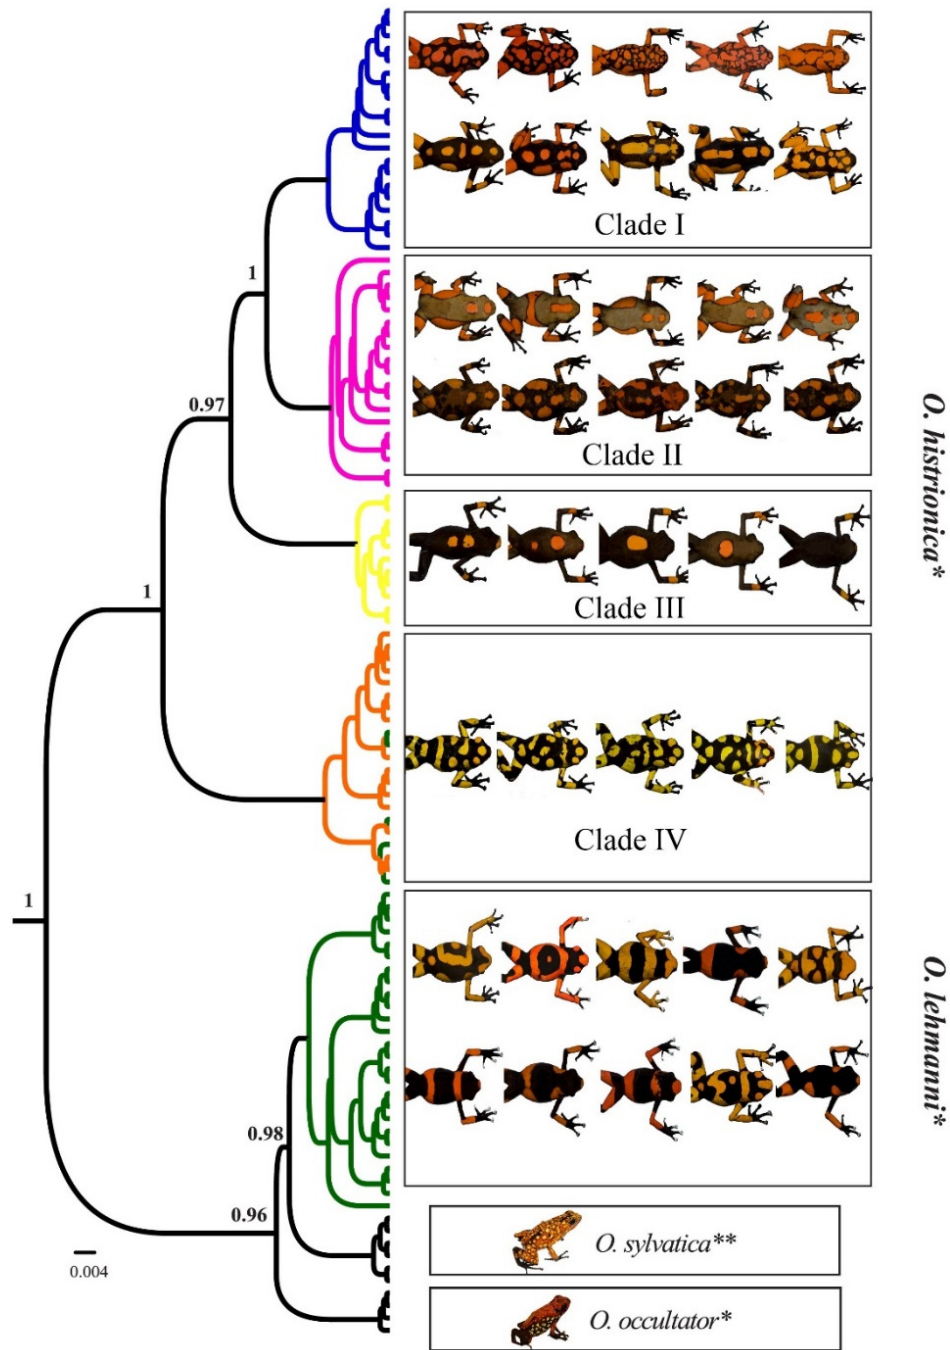 Clade I
1
Clade II
0.97
O. histrionica*
Clade III
1
Clade IV
1
O. lehmanni*
0.98
0.96
O. sylvatica**
0.004
O. occultator*